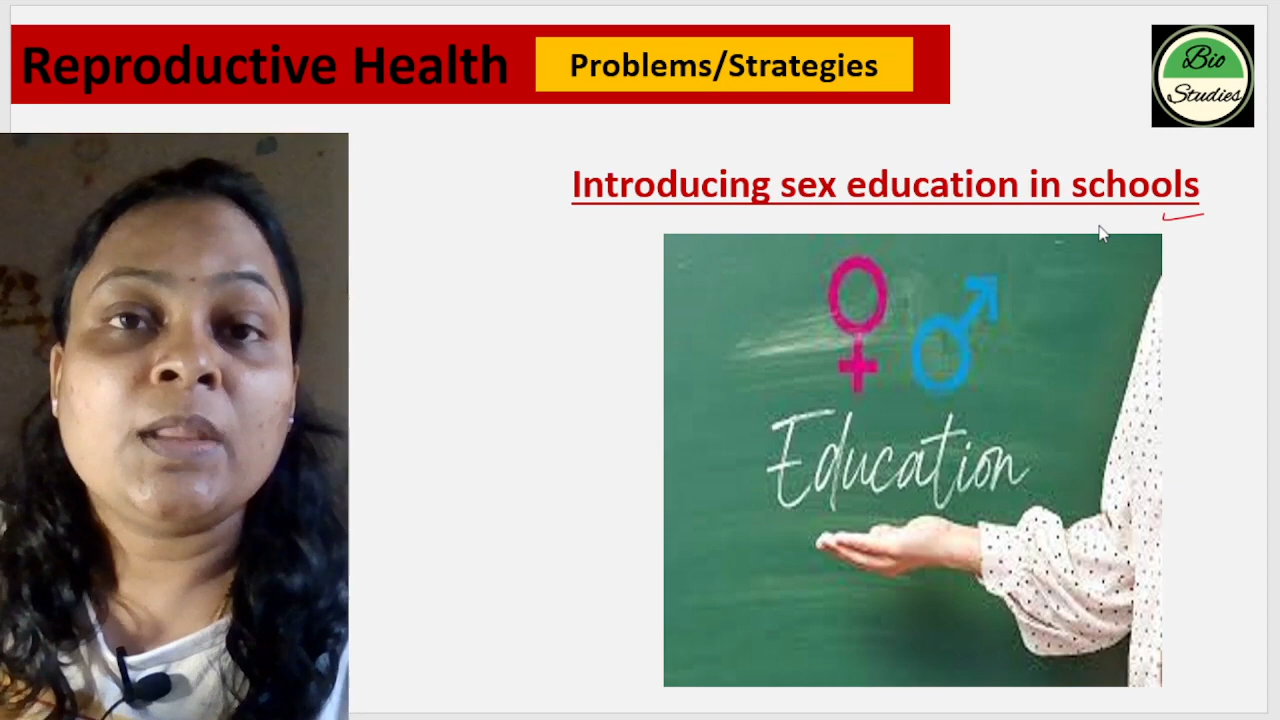 Reproductive Health
Problems/Strategies
Bio
Studies
Introducing sex education in schools
Education